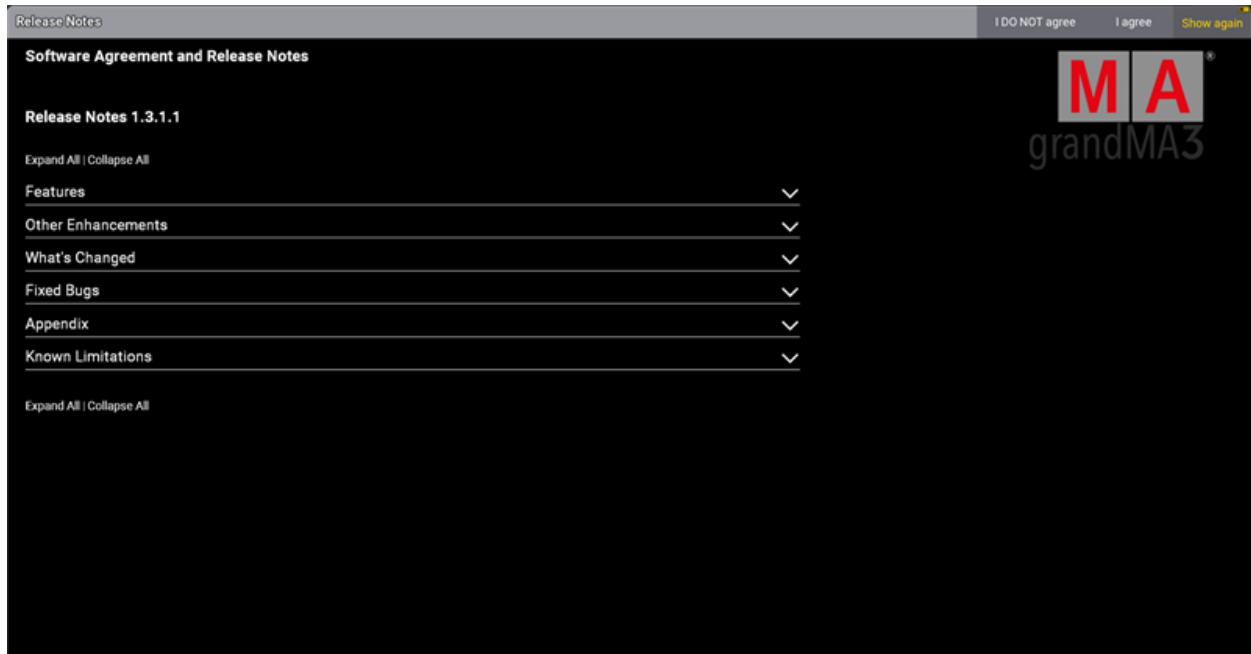 Release Notes
I DO NOT agree
I agree
Show again
Software Agreement and Release Notes
MA®
grandMA3
Release Notes 1.3.1.1
Expand All | Collapse All
Features
Other Enhancements
What's Changed
Fixed Bugs
Appendix
Known Limitations
Expand All | Collapse All